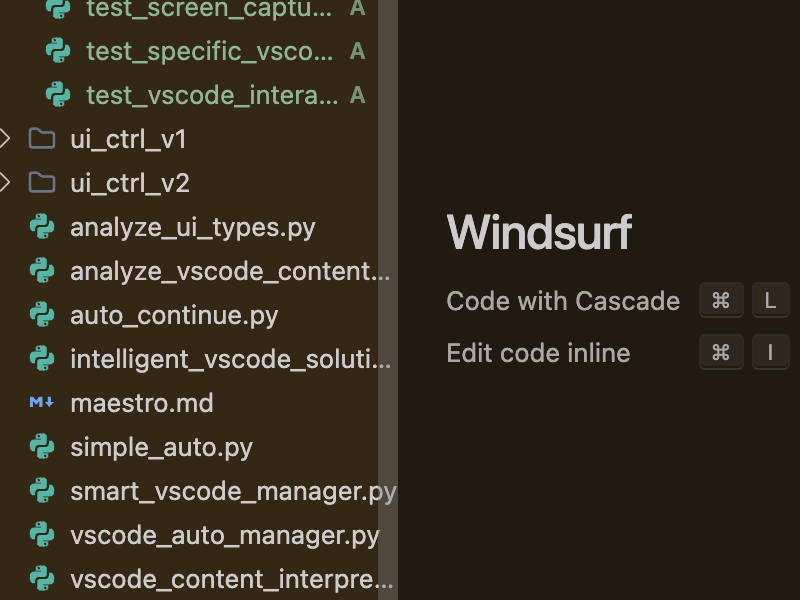 test_screen_captu... A
test_specific_vsco... A
test_vscode_intera... A
ui_ctrl_v1
ui_ctrl_v2
analyze_ui_types.py
analyze_vscode_content...
auto_continue.py
intelligent_vscode_soluti...
M↓ maestro.md
simple_auto.py
smart_vscode_manager.py
vscode_auto_manager.py
vscode_content_interpre...
Windsurf
Code with Cascade ⌘ L
Edit code inline ⌘ I